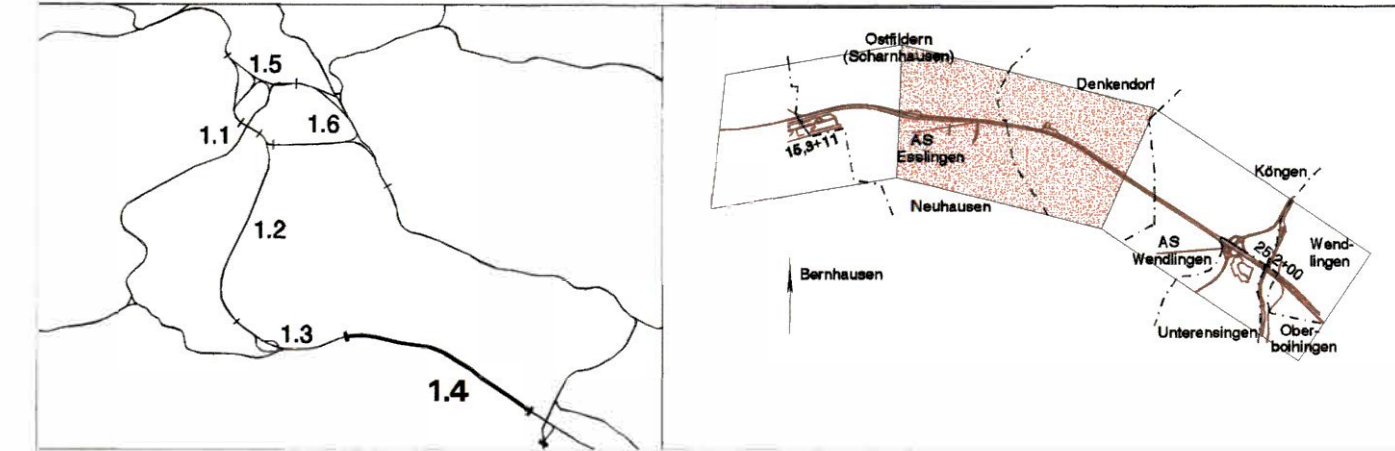 1.5
1.1
1.6
1.2
1.3
1.4
Ostfildern
(Scharnhausen)
Denkendorf
15,3+11
AS
Esslingen
Neuhausen
Köngen
AS
Wendlingen
25,2+00
Wend-
lingen
Bernhausen
Unterensingen
Ober-
boihingen